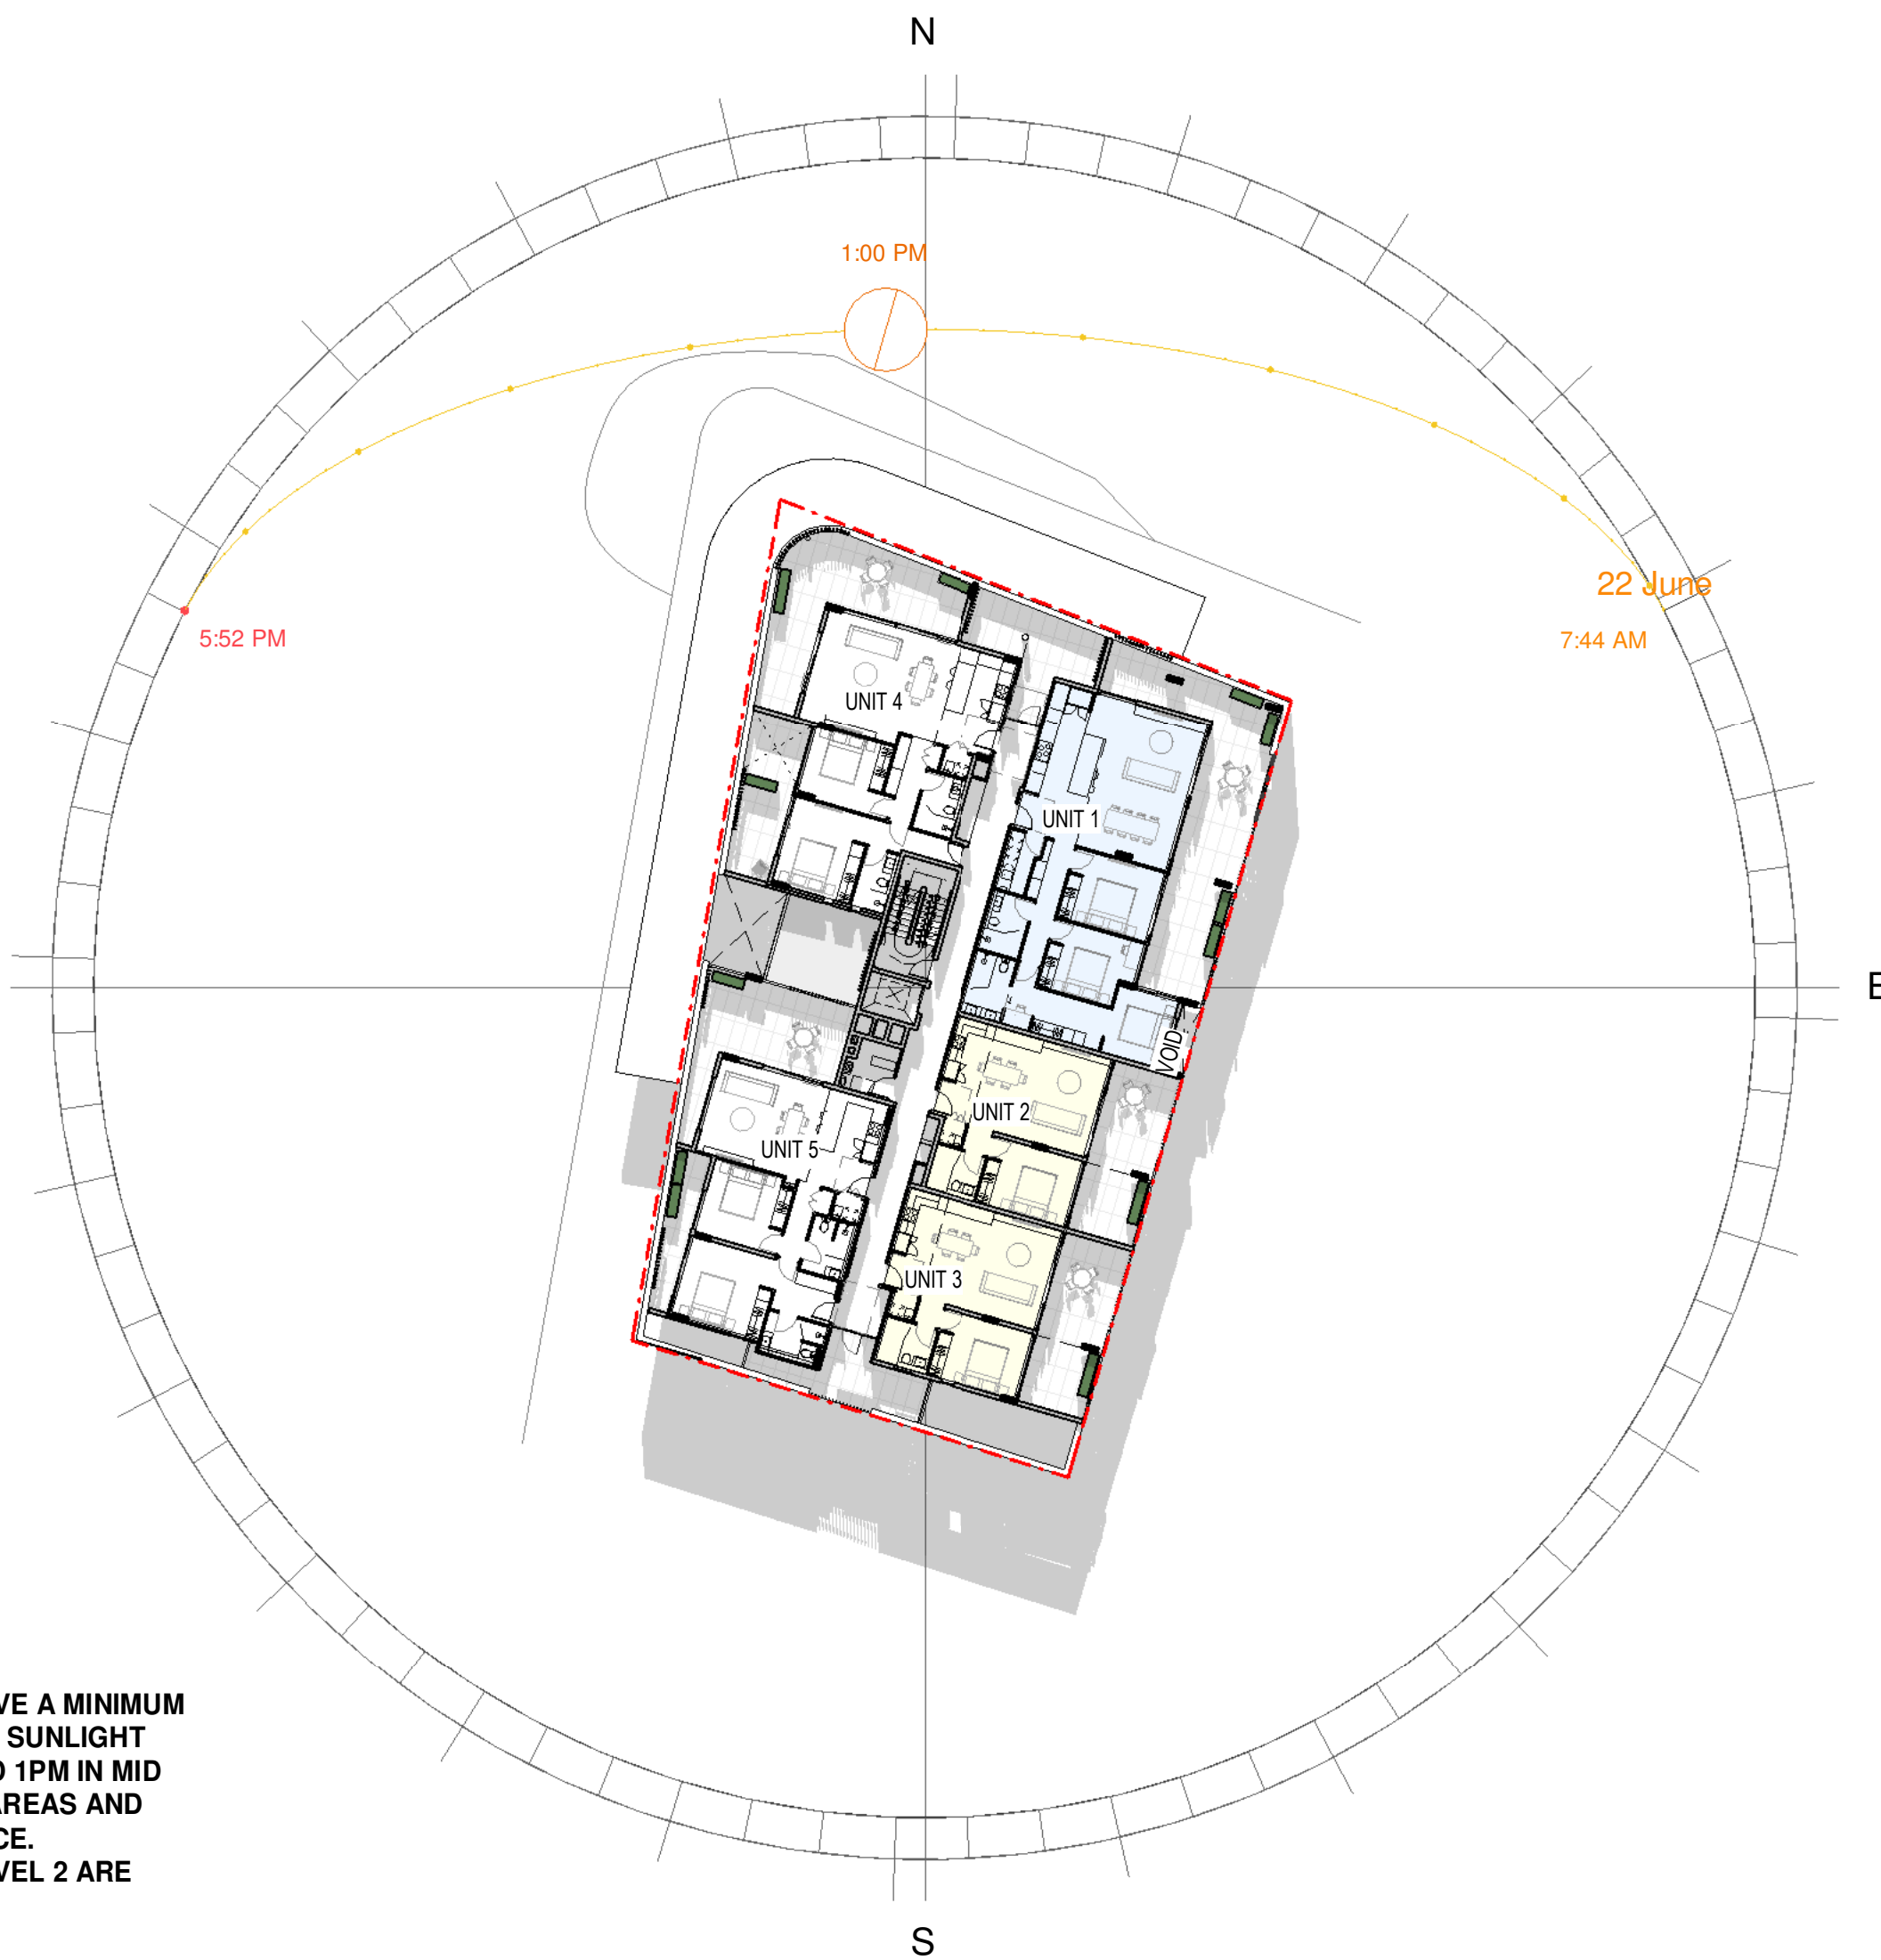 N
1:00 PM
22 June
7:44 AM
5:52 PM
UNIT 4
UNIT 1
E
VOID
UNIT 2
UNIT 5
UNIT 3
VE A MINIMUM
SUNLIGHT
1PM IN MID
AREAS AND
CE.
VEL 2 ARE
S